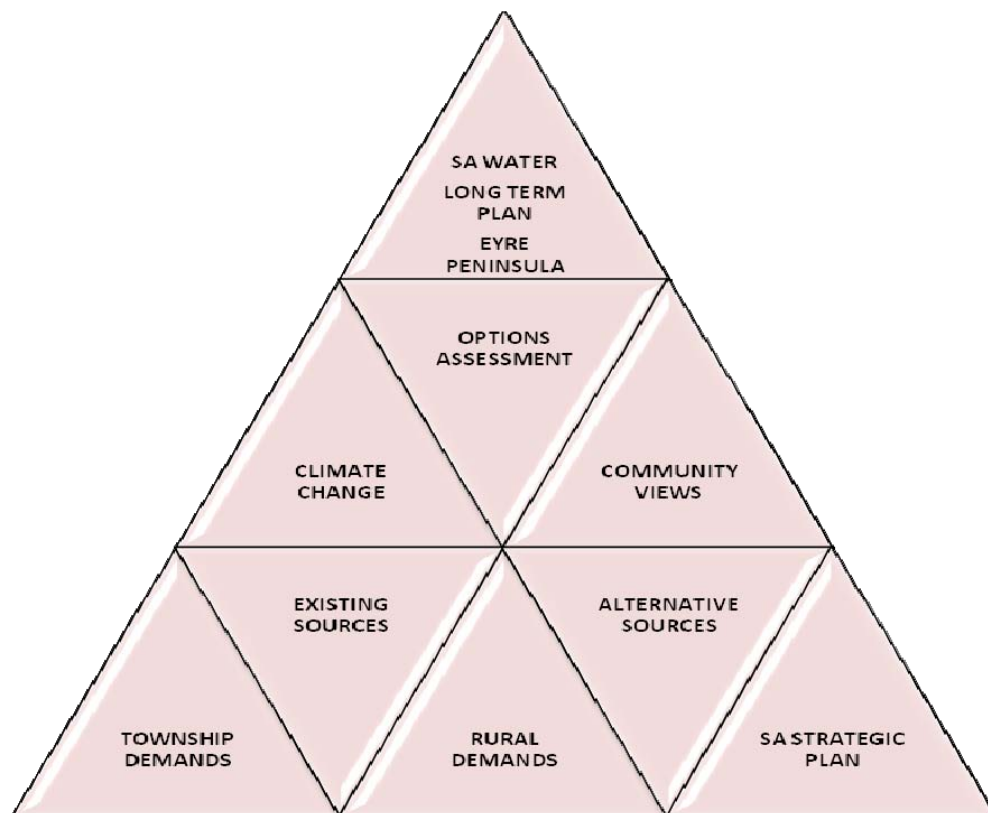 SA WATER
LONG TERM
PLAN
EYRE
PENINSULA
OPTIONS
ASSESSMENT
CLIMATE
CHANGE
COMMUNITY
VIEWS
EXISTING
SOURCES
ALTERNATIVE
SOURCES
TOWNSHIP
DEMANDS
RURAL
DEMANDS
SA STRATEGIC
PLAN